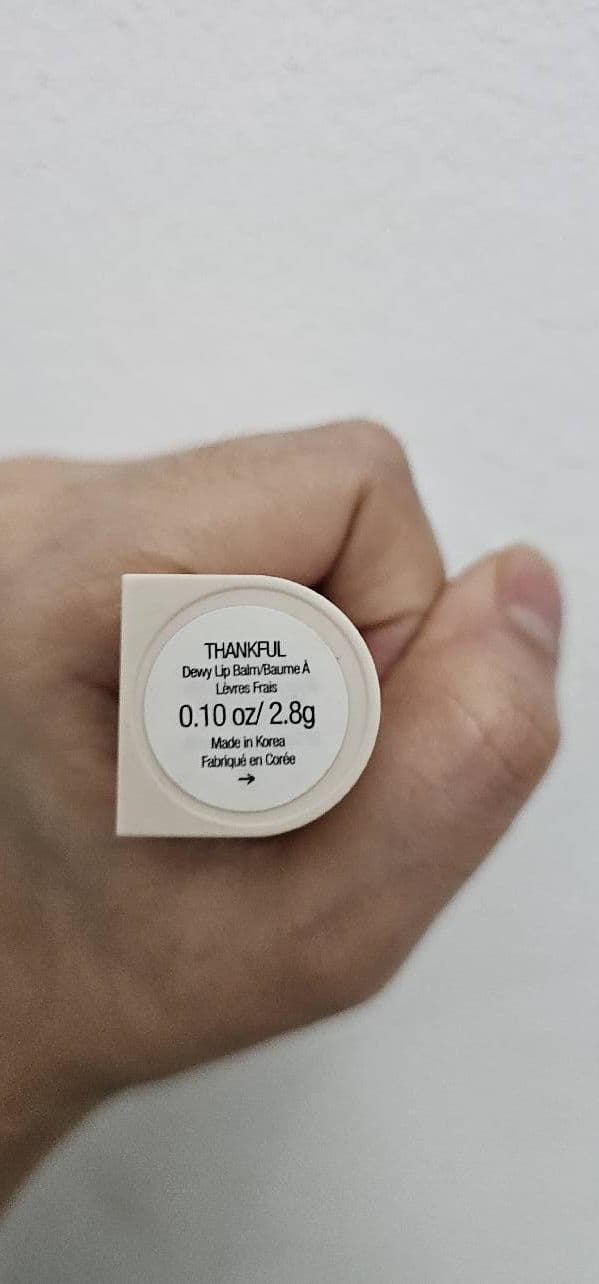 THANKFUL
Dewy Lip Balm/Baume À
Lèvres Frais
0.10 oz/ 2.8g
Made in Korea
Fabriqué en Corée
→